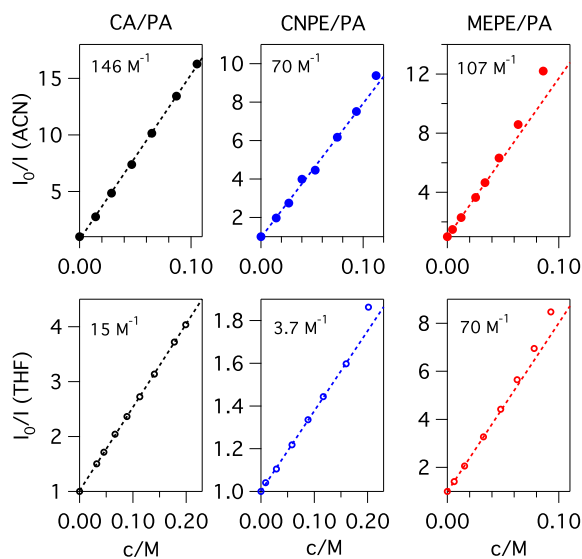 CA/PA CNPE/PA MEPE/PA
I₀/I (ACN)
146 M⁻¹
15
10
5
0.00 0.10
70 M⁻¹
10
8
6
4
2
0.00 0.10
107 M⁻¹
12
8
4
0.00 0.10
I₀/I (THF)
15 M⁻¹
4
3
2
1
0.00 0.10 0.20
c/M
3.7 M⁻¹
1.8
1.6
1.4
1.2
1.0
0.00 0.10 0.20
c/M
70 M⁻¹
8
6
4
2
0.00 0.10
c/M